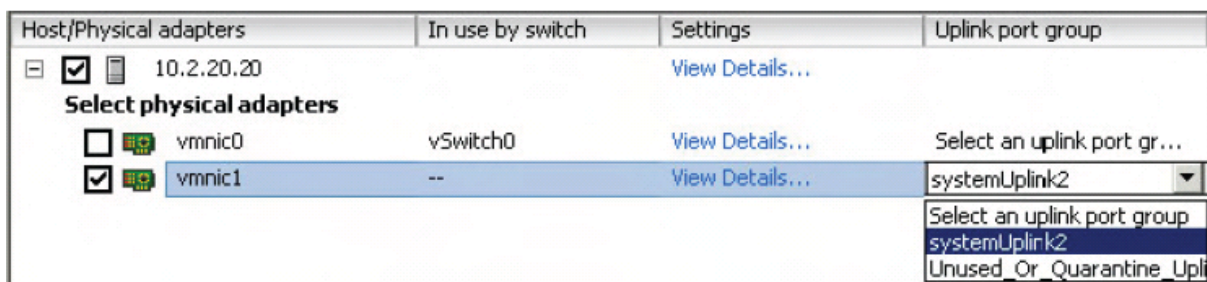 Host/Physical adapters In use by switch Settings Uplink port group
10.2.20.20 View Details...
Select physical adapters
vmnic0 vSwitch0 View Details... Select an uplink port gr...
vmnic1 -- View Details... systemUplink2
Select an uplink port group
systemUplink2
Unused_Or_Quarantine_Upli